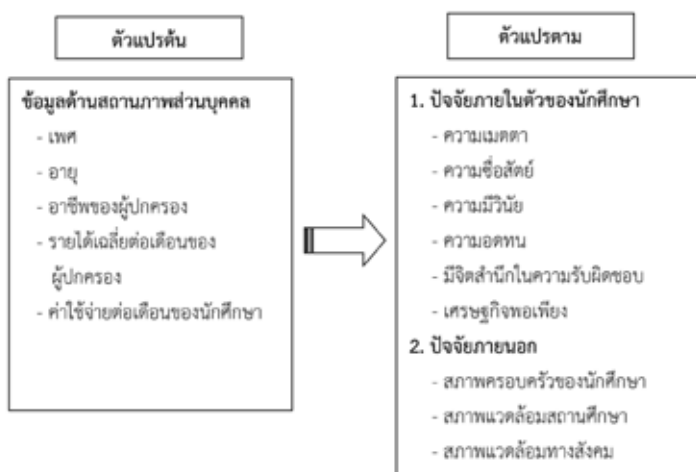 ตัวแปรต้น
ข้อมูลด้านสถานภาพส่วนบุคคล
- เพศ
- อายุ
- อาชีพของผู้ปกครอง
- รายได้เฉลี่ยต่อเดือนของ
ผู้ปกครอง
- ค่าใช้จ่ายต่อเดือนของนักศึกษา
ตัวแปรตาม
1. ปัจจัยภายในตัวของนักศึกษา
- ความเมตตา
- ความซื่อสัตย์
- ความมีวินัย
- ความอดทน
- มีจิตสำนึกในความรับผิดชอบ
- เศรษฐกิจพอเพียง
2. ปัจจัยภายนอก
- สภาพครอบครัวของนักศึกษา
- สภาพแวดล้อมสถานศึกษา
- สภาพแวดล้อมทางสังคม